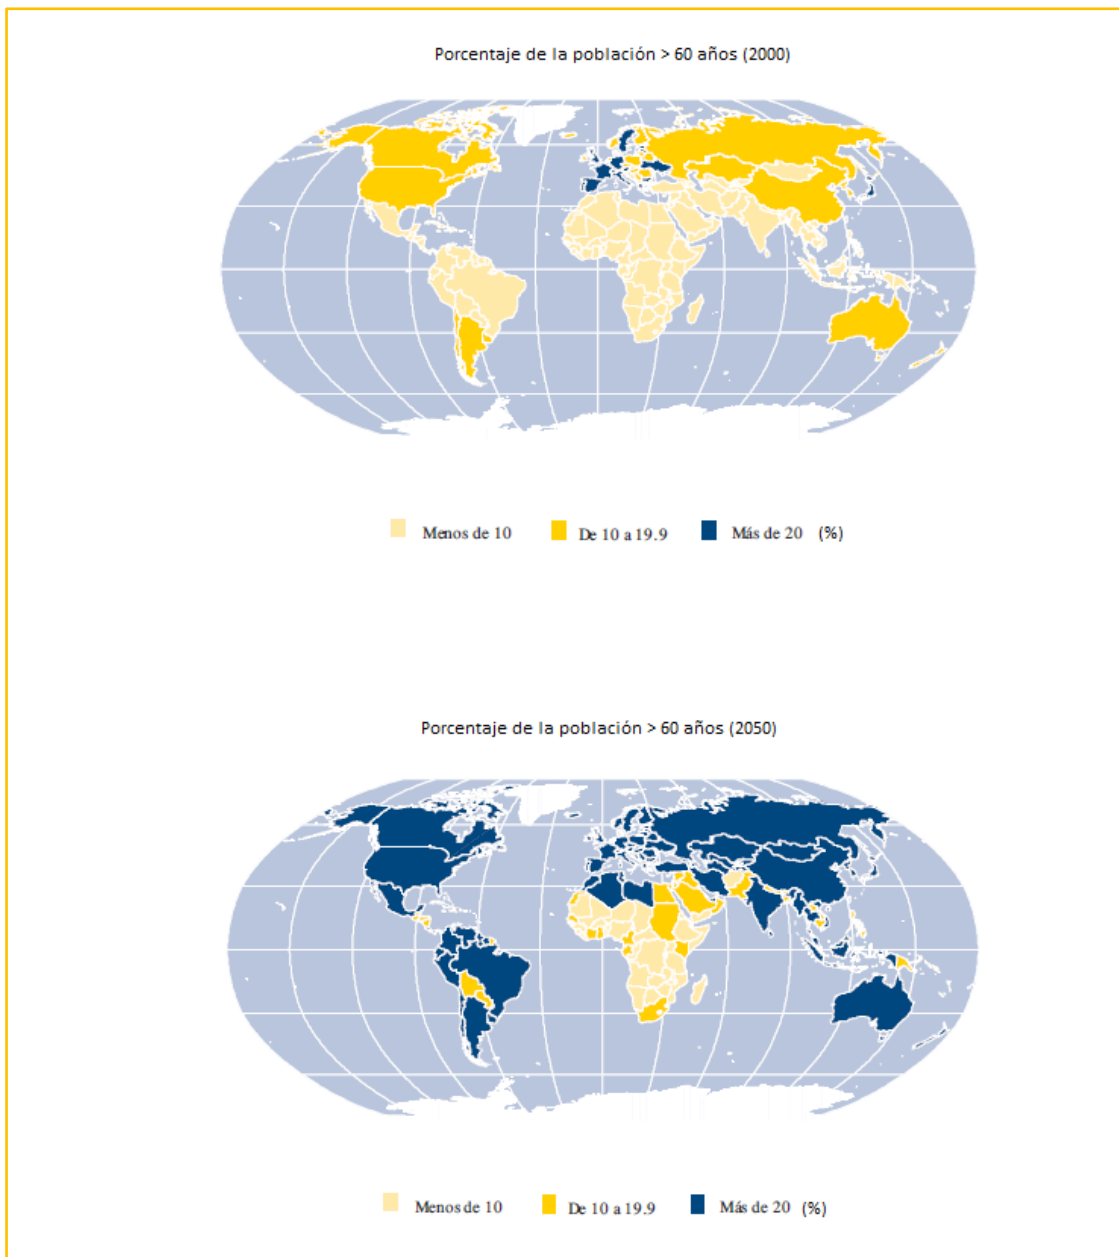 Porcentaje de la población > 60 años (2000)
Menos de 10 De 10 a 19.9 Más de 20 (%)
Porcentaje de la población > 60 años (2050)
Menos de 10 De 10 a 19.9 Más de 20 (%)